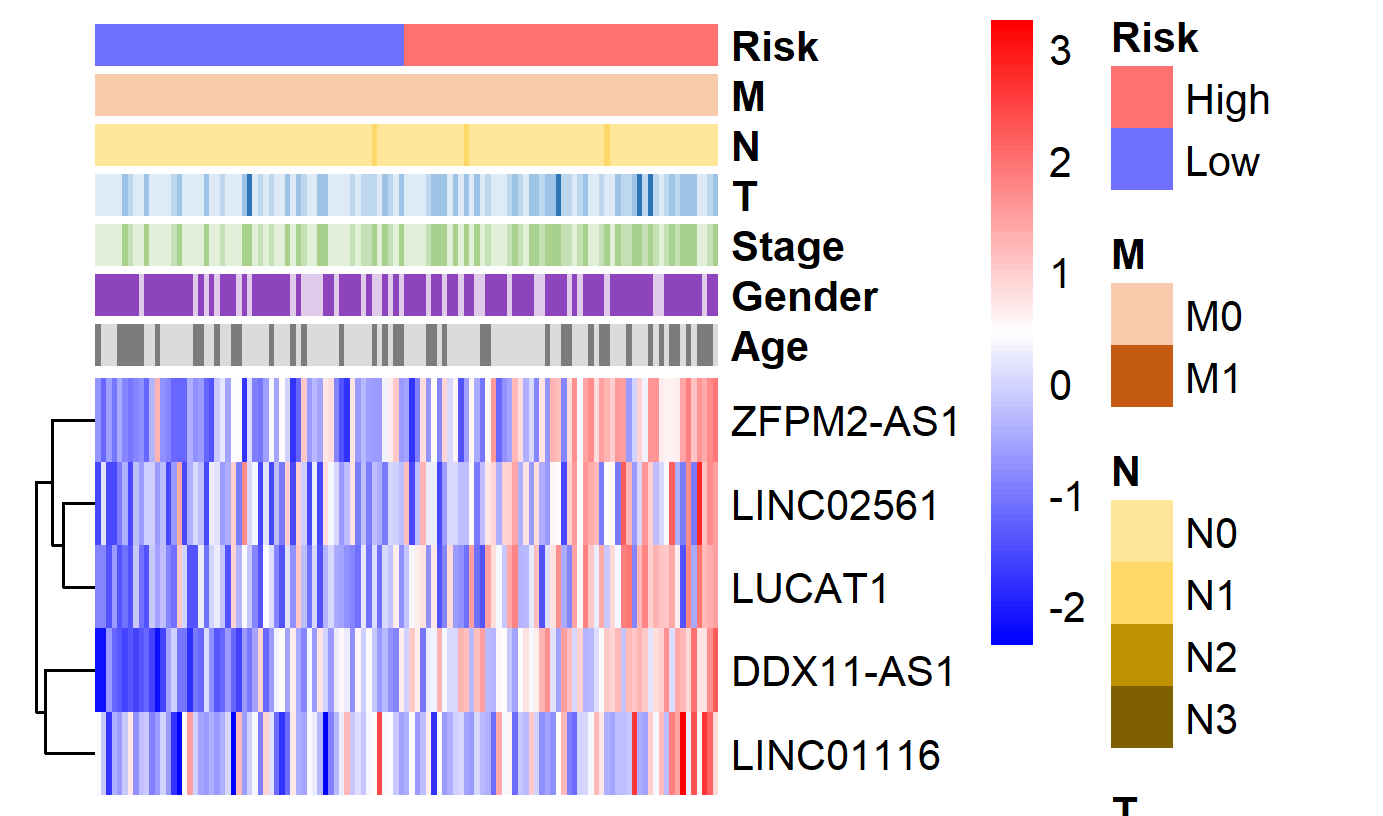 Risk
M
N
T
Stage
Gender
Age
ZFPM2-AS1
LINC02561
LUCAT1
DDX11-AS1
LINC01116
3
2
1
0
-1
-2
Risk
High
Low
M
M0
M1
N
N0
N1
N2
N3
T